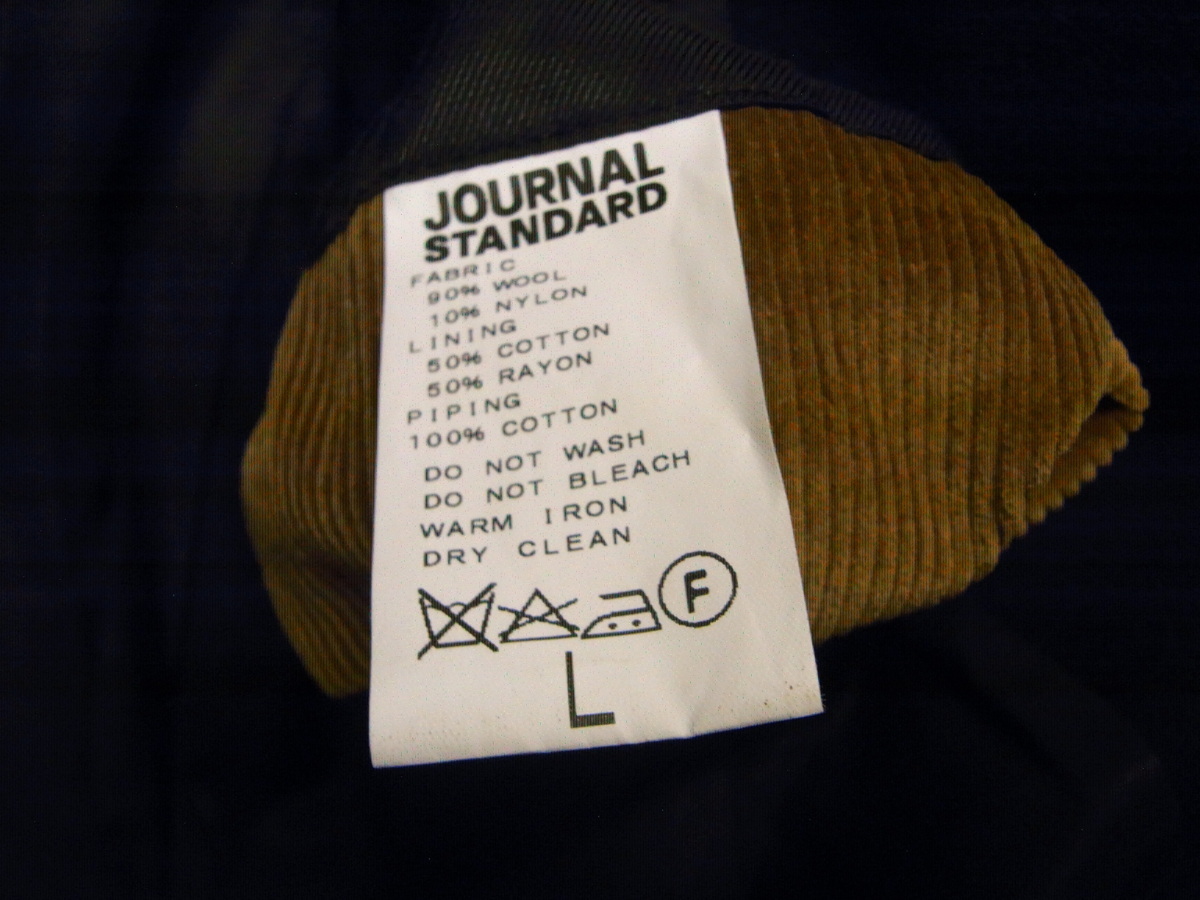 JOURNAL
STANDARD
FABRIC
90% WOOL
10% NYLON
LINING
50% COTTON
50% RAYON
PIPING
100% COTTON
DO NOT WASH
DO NOT BLEACH
WARM IRON
DRY CLEAN
F
L